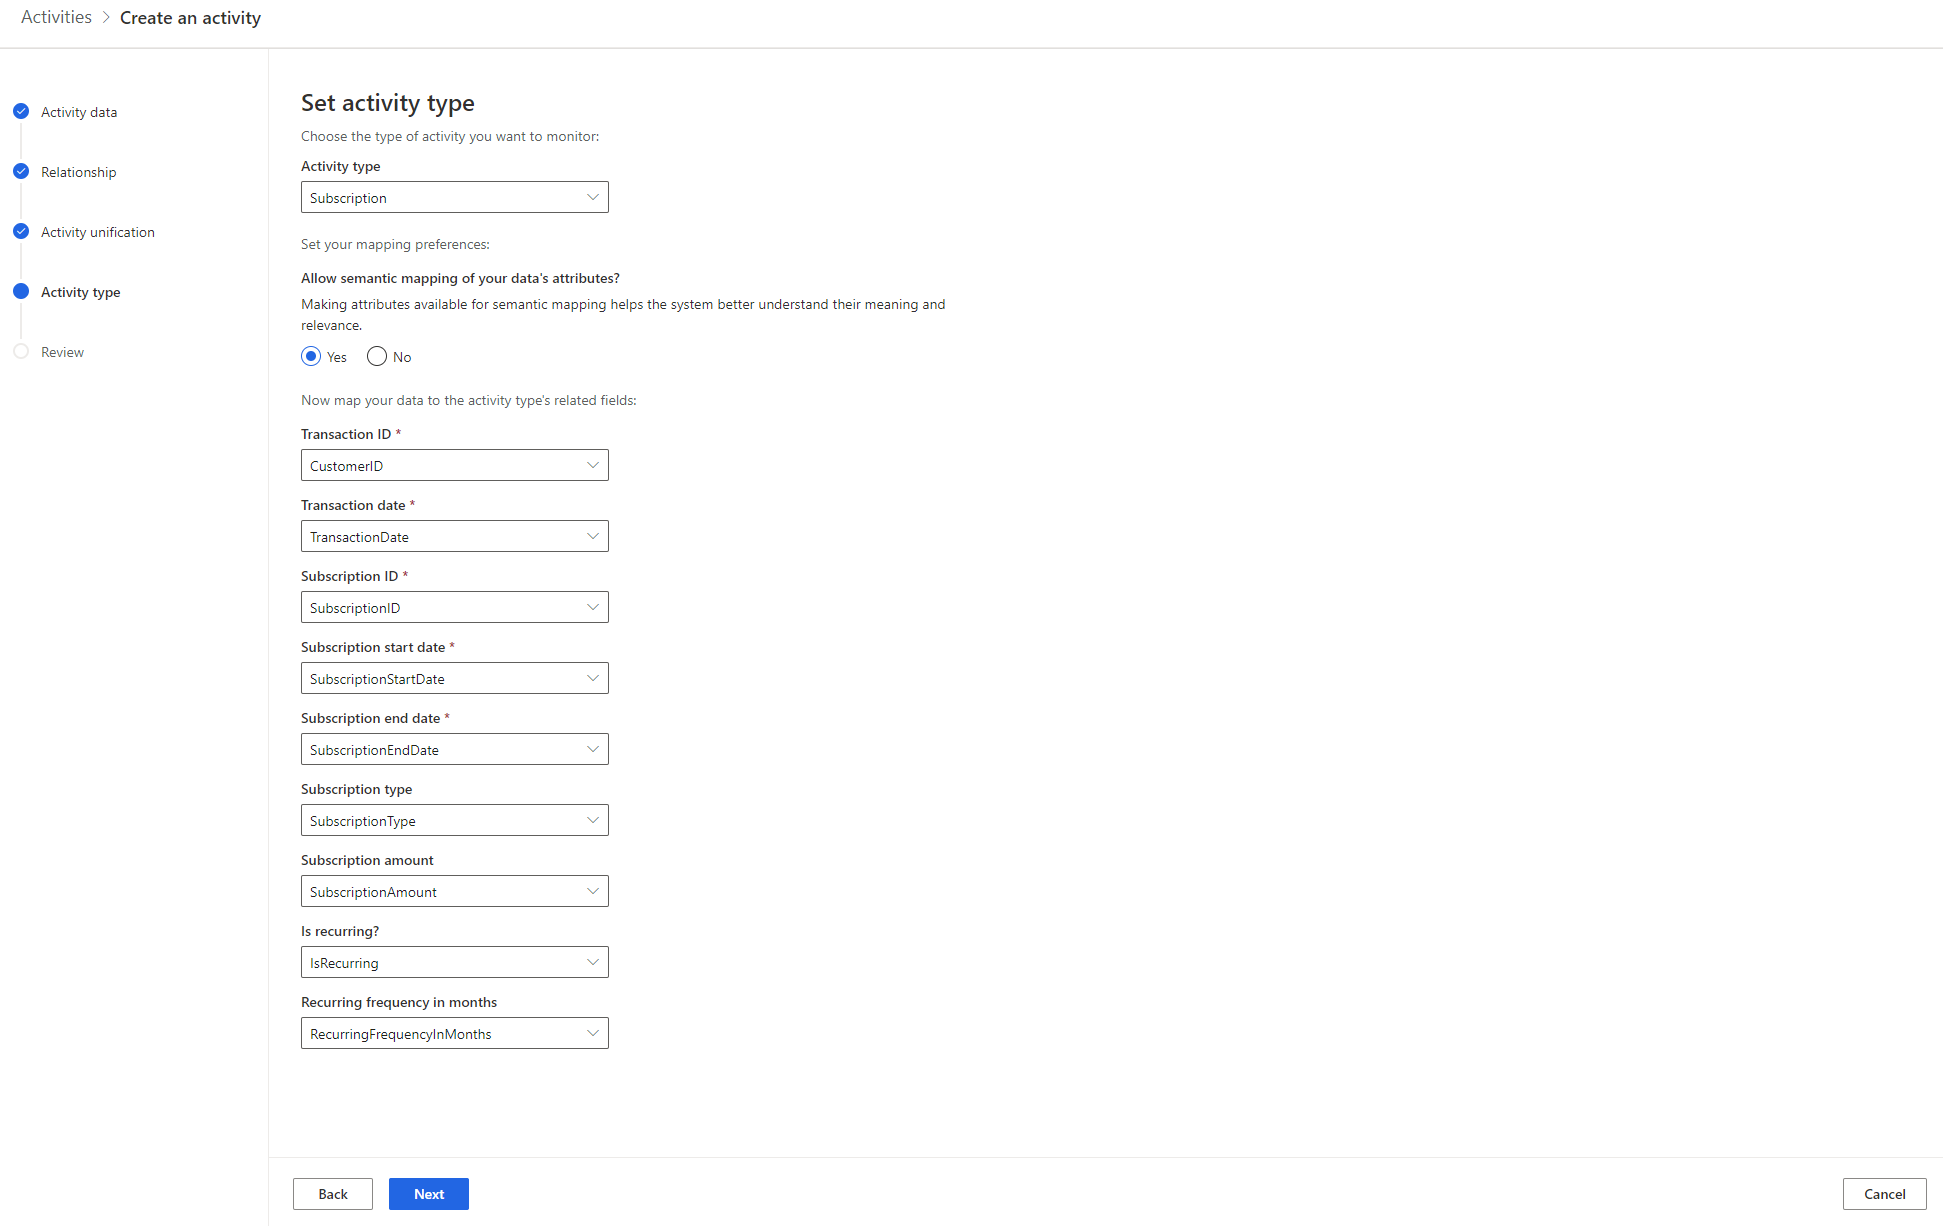 Activities > Create an activity
Activity data
Relationship
Activity unification
Activity type
Review
Set activity type
Choose the type of activity you want to monitor:
Activity type
Subscription
Set your mapping preferences:
Allow semantic mapping of your data's attributes?
Making attributes available for semantic mapping helps the system better understand their meaning and
relevance.
Yes No
Now map your data to the activity type's related fields:
Transaction ID *
CustomerID
Transaction date *
TransactionDate
Subscription ID *
SubscriptionID
Subscription start date *
SubscriptionStartDate
Subscription end date *
SubscriptionEndDate
Subscription type
SubscriptionType
Subscription amount
SubscriptionAmount
Is recurring?
IsRecurring
Recurring frequency in months
RecurringFrequencyInMonths
Back Next Cancel